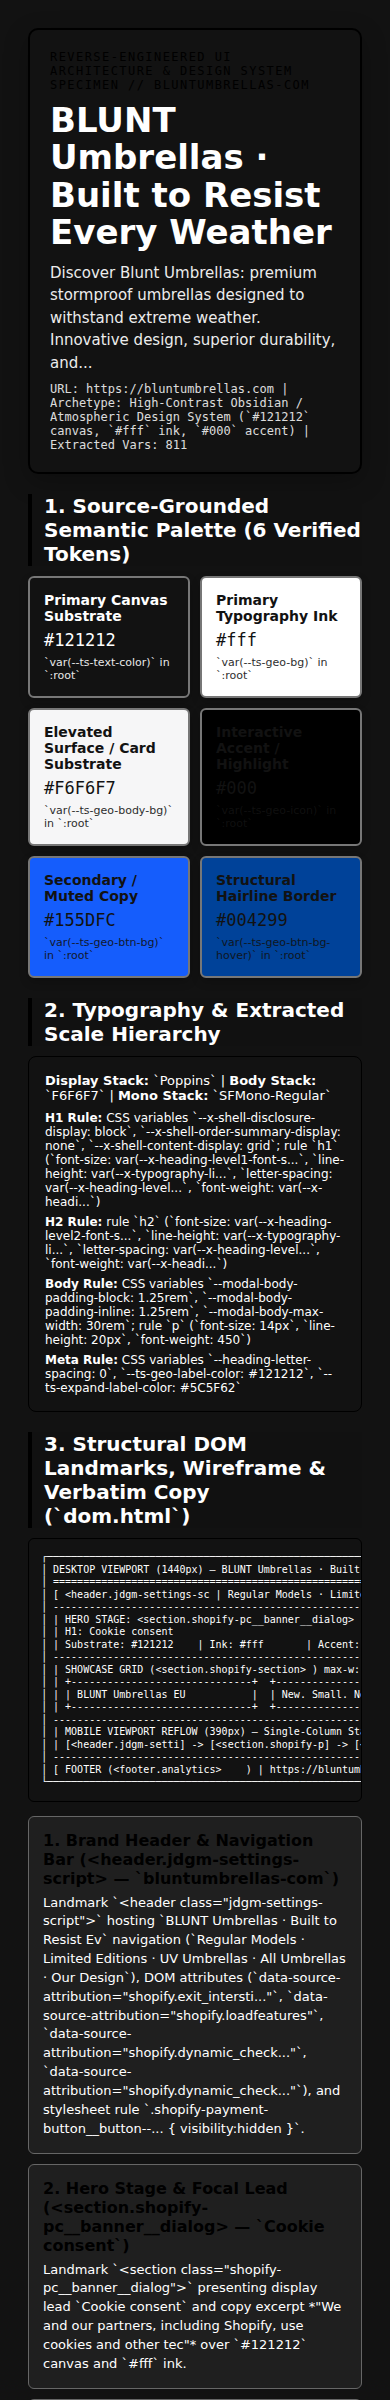 REVERSE-ENGINEERED UI
ARCHITECTURE & DESIGN SYSTEM
SPECIMEN // BLUNTUMBRELLAS-COM
BLUNT
Umbrellas ·
Built to Resist
Every Weather
Discover Blunt Umbrellas: premium
stormproof umbrellas designed to
withstand extreme weather.
Innovative design, superior durability,
and...
URL: https://bluntumbrellas.com |
Archetype: High-Contrast Obsidian /
Atmospheric Design System (`#121212`
canvas, `#fff` ink, `#000` accent) |
Extracted Vars: 811
1. Source-Grounded
Semantic Palette (6 Verified
Tokens)
Primary Canvas
Substrate
#121212
`var(--ts-text-color)` in
`:root`
Primary
Typography Ink
#fff
`var(--ts-geo-bg)` in
`:root`
Elevated
Surface / Card
Substrate
#F6F6F7
`var(--ts-geo-body-bg)`
in `:root`
Interactive
Accent /
Highlight
#000
`var(--ts-geo-icon)` in
`:root`
Secondary /
Muted Copy
#155DFC
`var(--ts-geo-btn-bg)`
in `:root`
Structural
Hairline Border
#004299
`var(--ts-geo-btn-bg-
hover)` in `:root`
2. Typography & Extracted
Scale Hierarchy
Display Stack: `Poppins` | Body Stack:
`F6F6F7` | Mono Stack: `SFMono-Regular`
H1 Rule: CSS variables `--x-shell-disclosure-
display: block`, `--x-shell-order-summary-display:
none`, `--x-shell-content-display: grid`; rule `h1`
(`font-size: var(--x-heading-level1-font-s...`, `line-
height: var(--x-typography-li...`, `letter-spacing:
var(--x-heading-level...`, `font-weight: var(--x-
headi...`)
H2 Rule: rule `h2` (`font-size: var(--x-heading-
level2-font-s...`, `line-height: var(--x-typography-
li...`, `letter-spacing: var(--x-heading-level...`,
`font-weight: var(--x-headi...`)
Body Rule: CSS variables `--modal-body-
padding-block: 1.25rem`, `--modal-body-
padding-inline: 1.25rem`, `--modal-body-max-
width: 30rem`; rule `p` (`font-size: 14px`, `line-
height: 20px`, `font-weight: 450`)
Meta Rule: CSS variables `--heading-letter-
spacing: 0`, `--ts-geo-label-color: #121212`, `--
ts-expand-label-color: #5C5F62`
3. Structural DOM
Landmarks, Wireframe &
Verbatim Copy
(`dom.html`)
DESKTOP VIEWPORT (1440px) — BLUNT Umbrellas · Built
[ <header.jdgm-settings-sc | Regular Models · Limit
| HERO STAGE: <section.shopify-pc__banner__dialog>
| H1: Cookie consent
| Substrate: #121212 | Ink: #fff | Accent:
| SHOWCASE GRID (<section.shopify-section> ) max-w:
| | BLUNT Umbrellas EU | | New. Small. N
| MOBILE VIEWPORT REFLOW (390px) — Single-Column St
| [<header.jdgm-setti] -> [<section.shopify-p] -> [
[ FOOTER (<footer.analytics> ) | https://bluntum
1. Brand Header & Navigation
Bar (<header.jdgm-settings-
script> — `bluntumbrellas-com`)
Landmark `<header class="jdgm-settings-
script">` hosting `BLUNT Umbrellas · Built to
Resist Ev` navigation (`Regular Models ·
Limited Editions · UV Umbrellas · All Umbrellas
· Our Design`), DOM attributes (`data-source-
attribution="shopify.exit_intersti..."`, `data-
source-attribution="shopify.loadfeatures"`,
`data-source-
attribution="shopify.dynamic_check..."`,
`data-source-
attribution="shopify.dynamic_check..."`), and
stylesheet rule `.shopify-payment-
button__button--... { visibility:hidden }`.
2. Hero Stage & Focal Lead
(<section.shopify-
pc__banner__dialog> — `Cookie
consent`)
Landmark `<section class="shopify-
pc__banner__dialog">` presenting display
lead `Cookie consent` and copy excerpt *"We
and our partners, including Shopify, use
cookies and other tec"* over `#121212`
canvas and `#fff` ink.